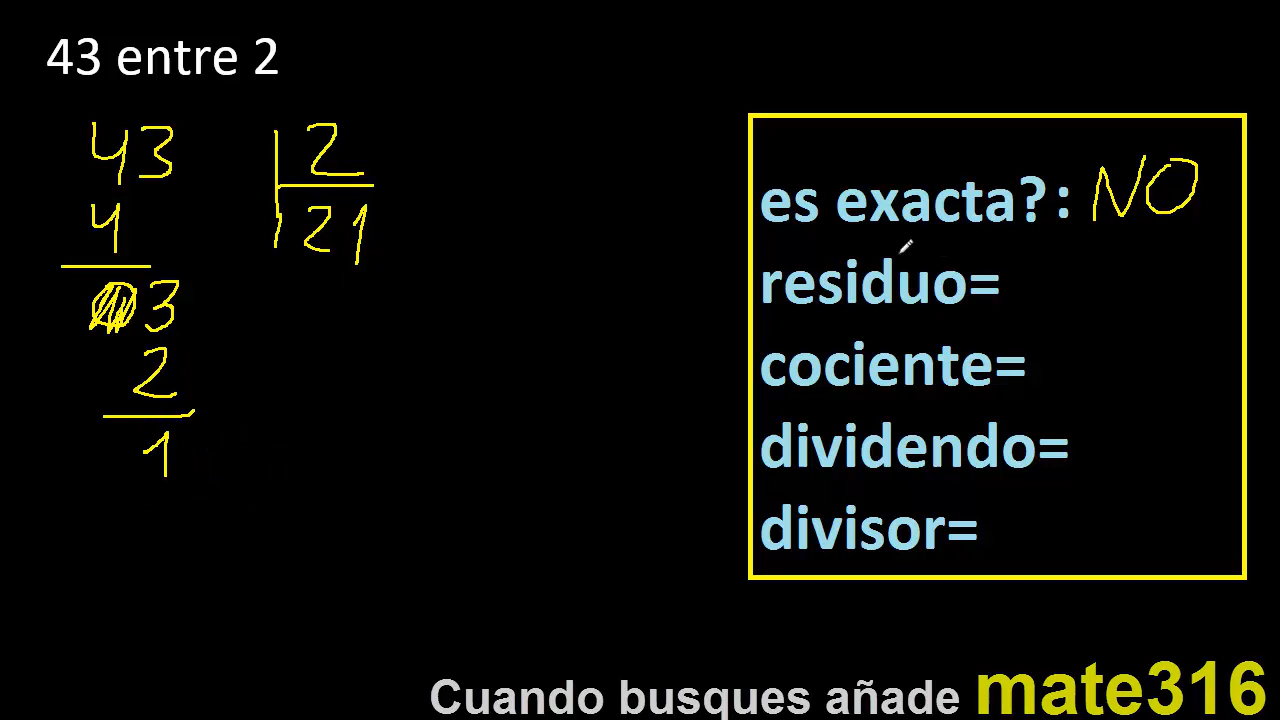 43 entre 2
43 2
4 21
3
2
1
es exacta?: NO
residuo=
cociente=
dividendo=
divisor=
Cuando busques añade mate316